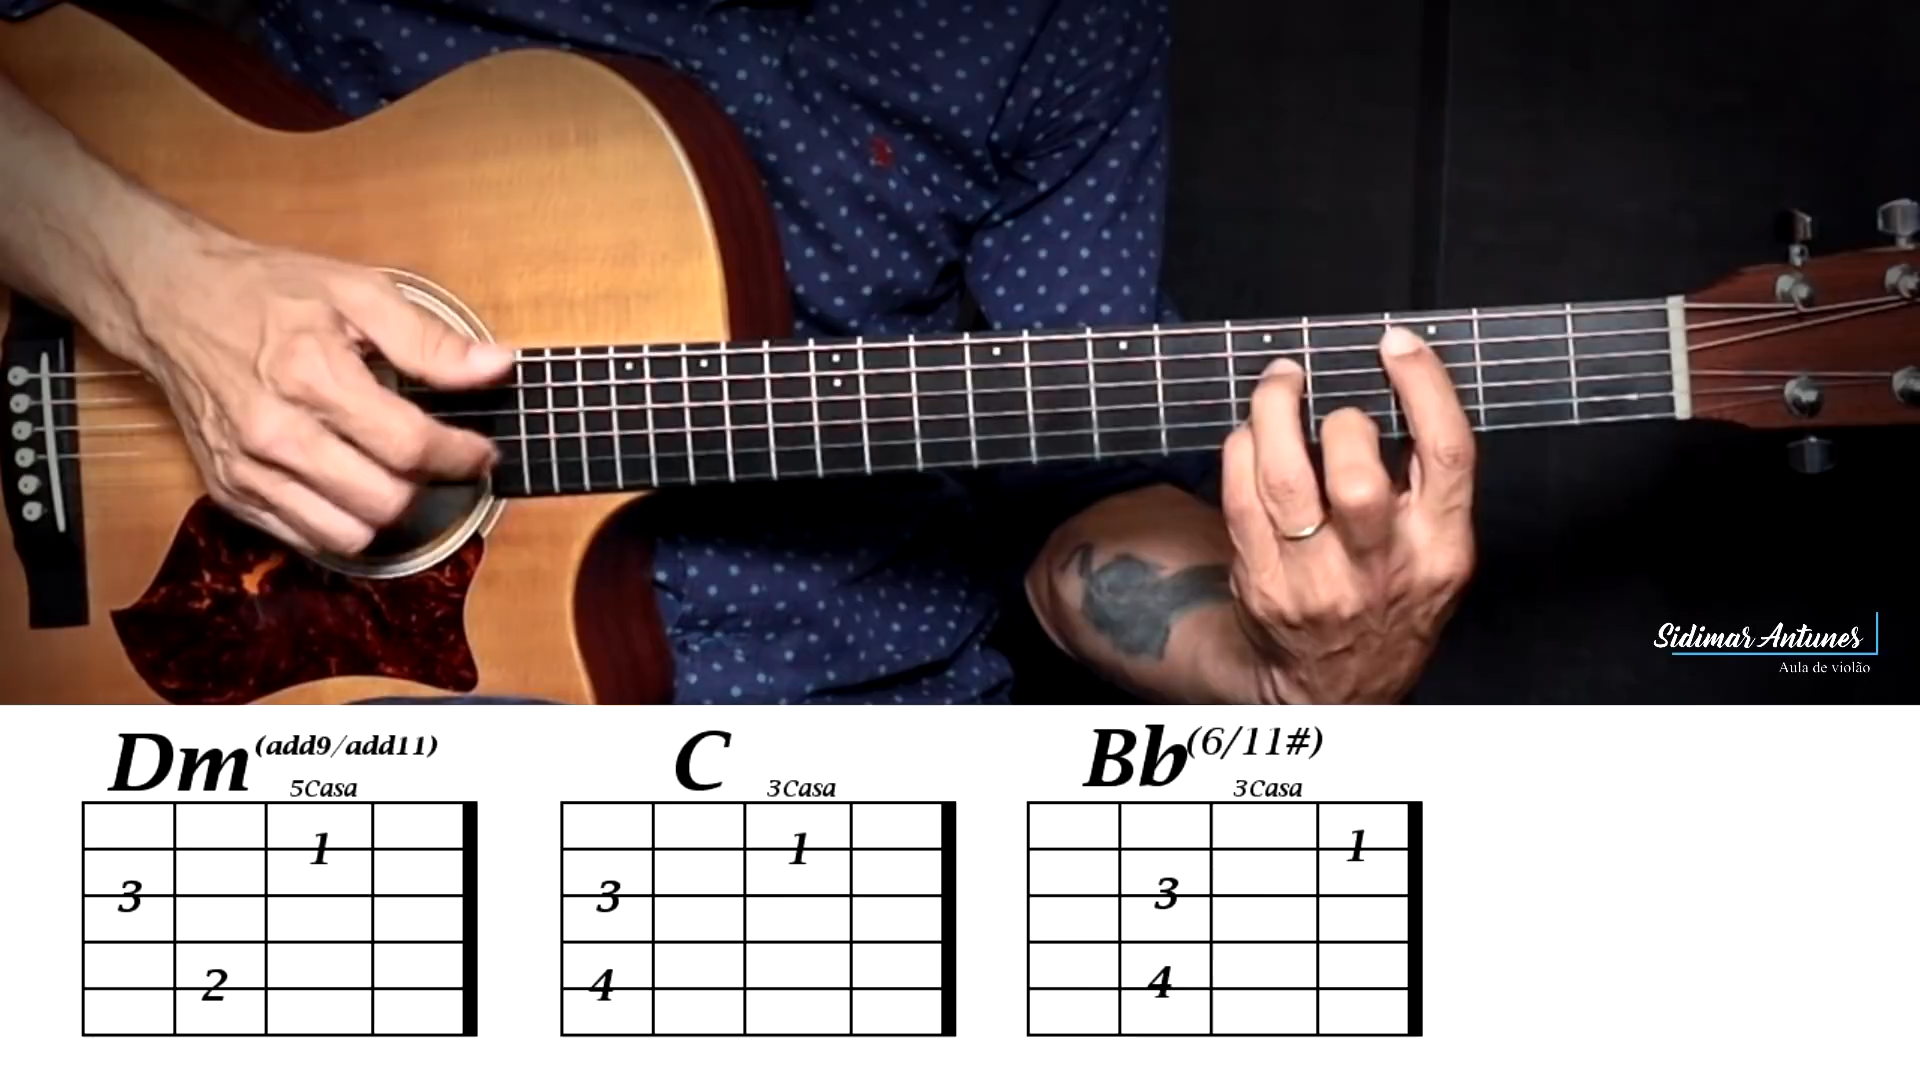 Sidimar Antunes
Aula de violão
Dm(add9/add11)
5Casa
1
3
2
C
3Casa
1
3
4
Bb(6/11#)
3Casa
1
3
4